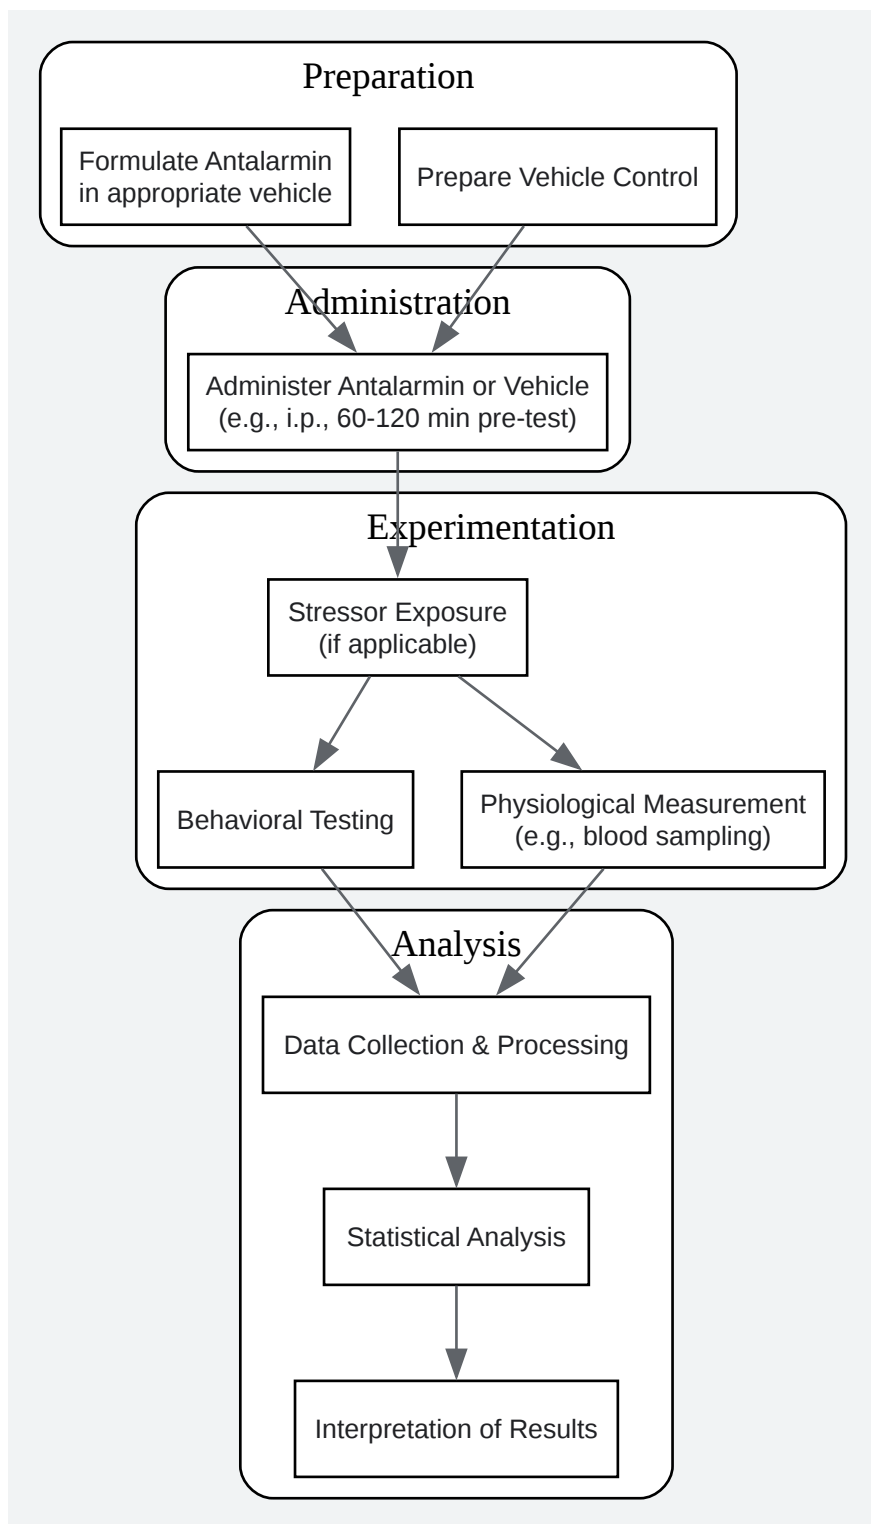 Preparation
Formulate Antalarmin
in appropriate vehicle
Prepare Vehicle Control
Administration
Administer Antalarmin or Vehicle
(e.g., i.p., 60-120 min pre-test)
Experimentation
Stressor Exposure
(if applicable)
Behavioral Testing
Physiological Measurement
(e.g., blood sampling)
Analysis
Data Collection & Processing
Statistical Analysis
Interpretation of Results